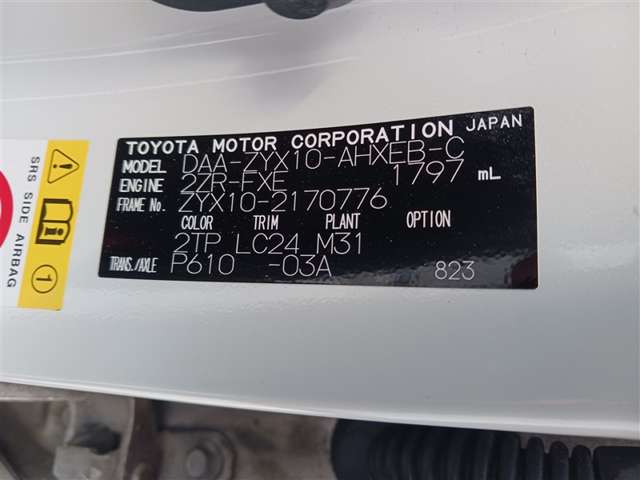 TOYOTA MOTOR CORPORATION JAPAN
MODEL DAA-ZYX10-AHXEB-C
ENGINE 2ZR-FXE 1797 mL
FRAME No. ZYX10-2170776
COLOR TRIM PLANT OPTION
2TP LC24 M31
TRANS./AXLE P610 -03A 823
SRS SIDE AIRBAG
1